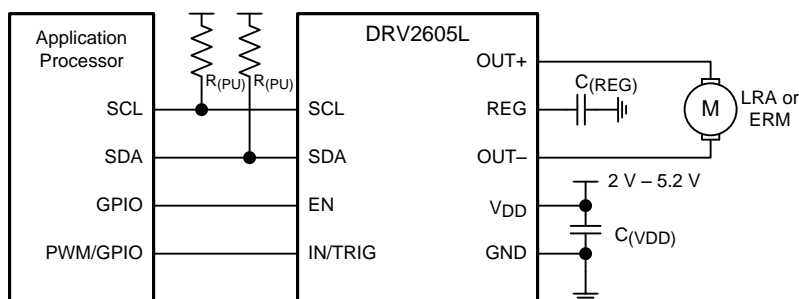 Application
Processor
SCL
SDA
GPIO
PWM/GPIO
R(PU)
R(PU)
DRV2605L
SCL
SDA
EN
IN/TRIG
OUT+
REG
OUT–
VDD
GND
C(REG)
M
LRA or
ERM
2 V – 5.2 V
C(VDD)